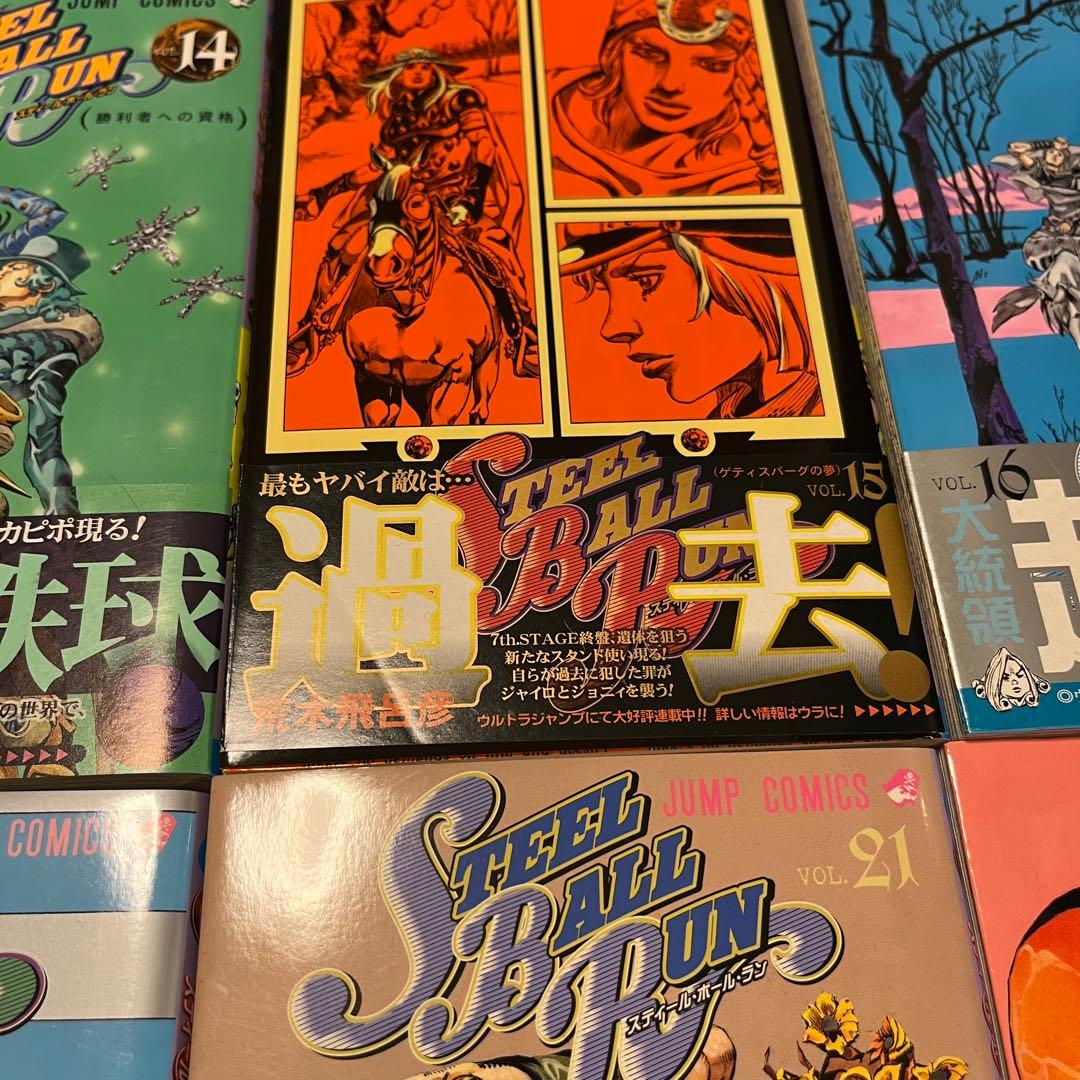 JUMP COMICS
STEEL
BALL
RUN
スティール・ボール・ラン
VOL.14
(勝利者への資格)
カピポ現る!
鉄球
の世界で、
最もヤバイ敵は…
過去!
STEEL
BALL
RUN
(ゲティスバーグの夢)
VOL.15
7th.STAGE終盤、遺体を狙う
新たなスタンド使い現る!
自らが過去に犯した罪が
ジャイロとジョニィを襲う!
荒木飛呂彦
ウルトラジャンプにて大好評連載中!! 詳しい情報はウラに!
VOL.16
大統領
COMICS
JUMP COMICS
STEEL
BALL
RUN
スティール・ボール・ラン
VOL.21